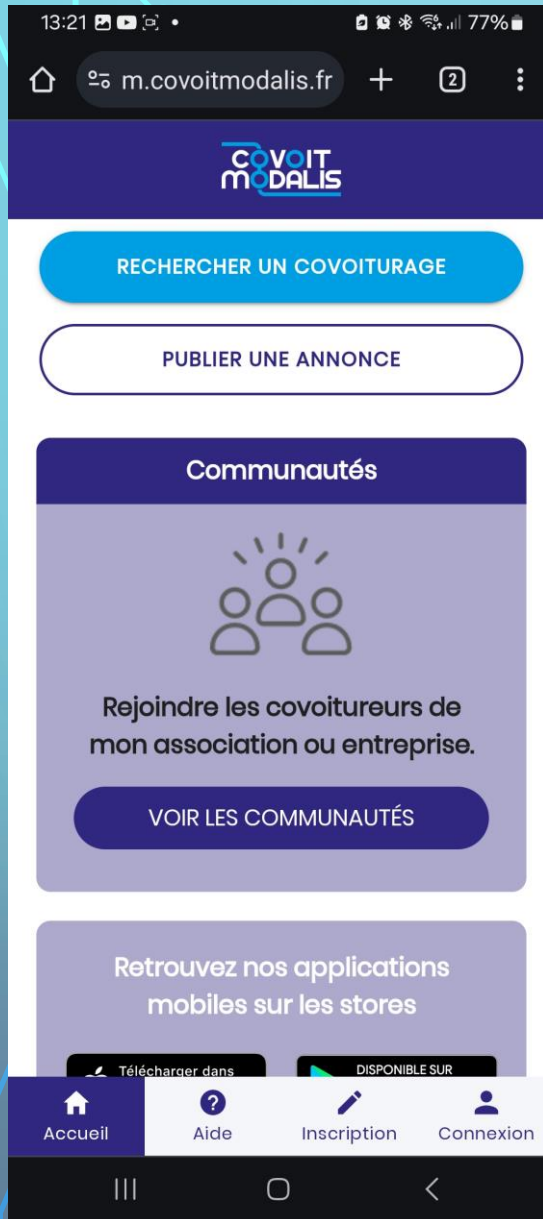 13:21
77%
m.covoitmodalis.fr
2
COVOIT
MODALIS
RECHERCHER UN COVOITURAGE
PUBLIER UNE ANNONCE
Communautés
Rejoindre les covoitureurs de
mon association ou entreprise.
VOIR LES COMMUNAUTÉS
Retrouvez nos applications
mobiles sur les stores
Télécharger dans
DISPONIBLE SUR
Accueil
Aide
Inscription
Connexion